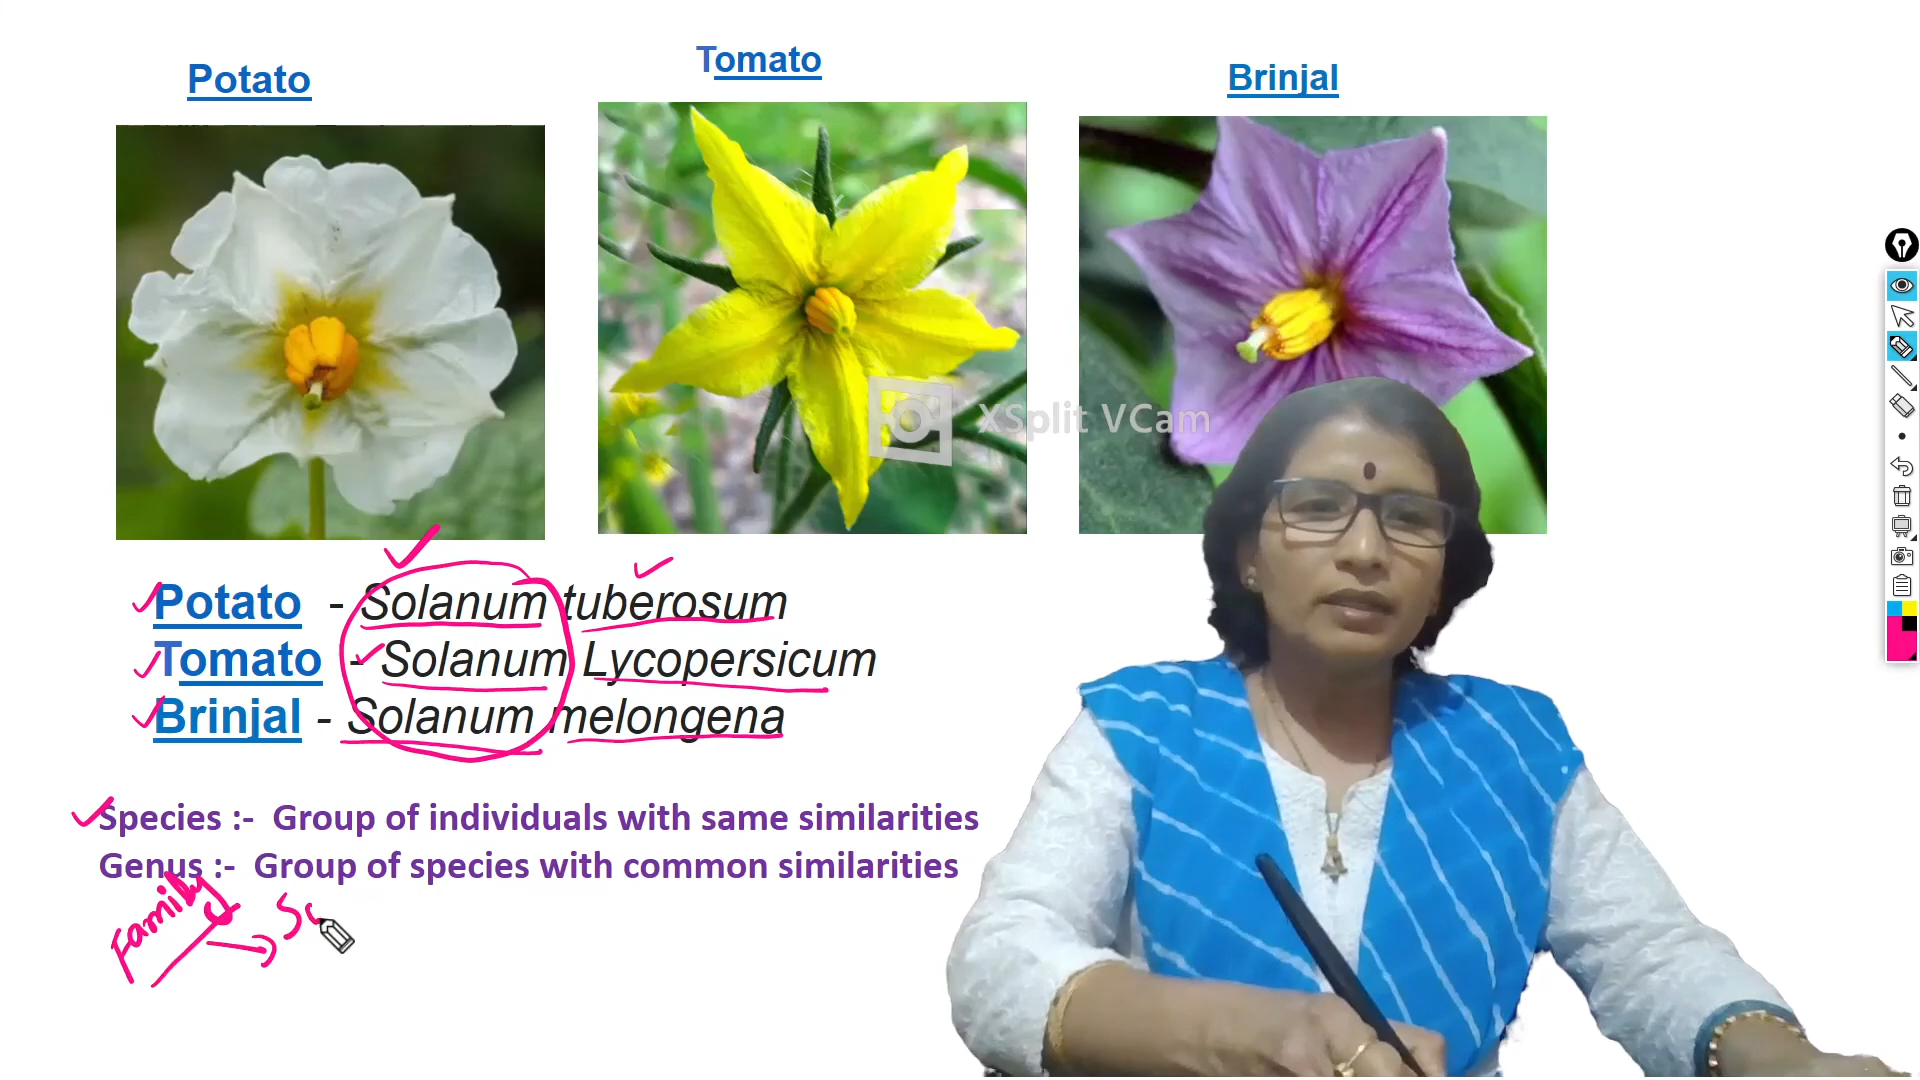 Potato
Tomato
Brinjal
XSplit VCam
Potato - Solanum tuberosum
Tomato - Solanum Lycopersicum
Brinjal - Solanum melongena
Species :- Group of individuals with same similarities
Genus :- Group of species with common similarities
Family → S